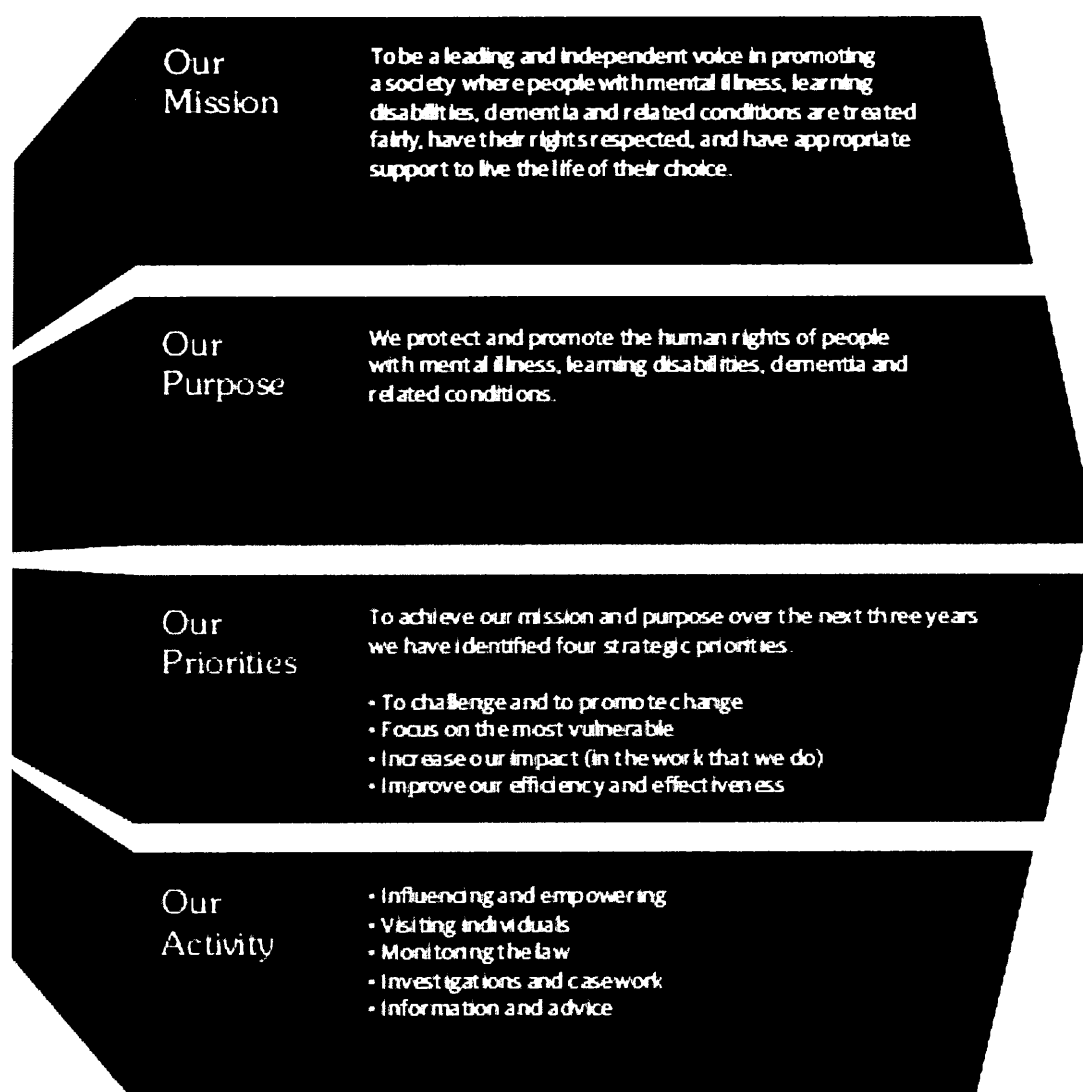 Our
Mission
To be a leading and independent voice in promoting
a society where people with mental illness, learning
disabilities, dementia and related conditions are treated
fairly, have their rights respected, and have appropriate
support to live the life of their choice.
Our
Purpose
We protect and promote the human rights of people
with mental illness, learning disabilities, dementia and
related conditions.
Our
Priorities
To achieve our mission and purpose over the next three years
we have identified four strategic priorities.
• To challenge and to promote change
• Focus on the most vulnerable
• Increase our impact (in the work that we do)
• Improve our efficiency and effectiveness
Our
Activity
• Influencing and empowering
• Visiting individuals
• Monitoring the law
• Investigations and casework
• Information and advice